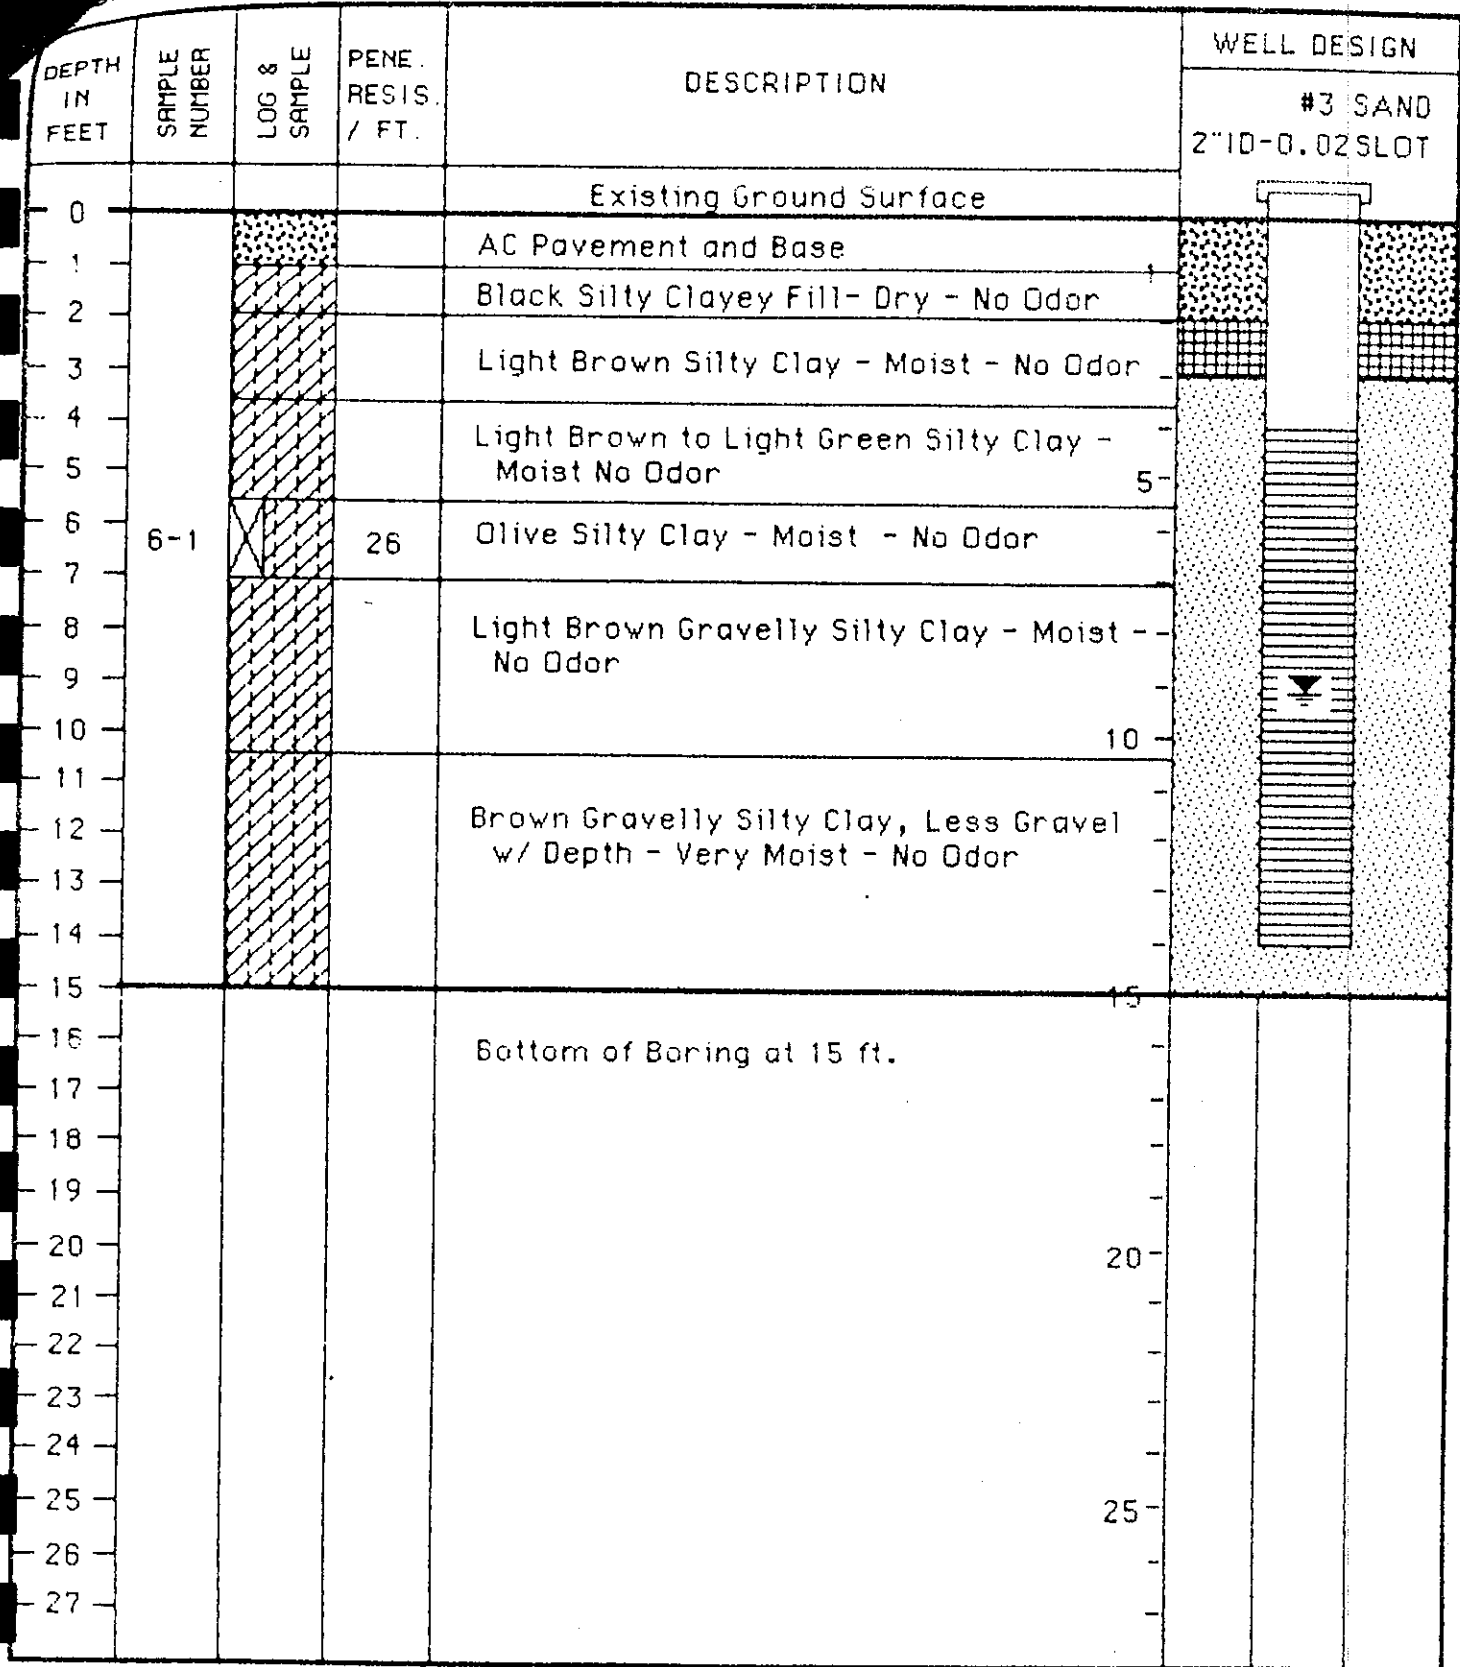 DEPTH
IN
FEET
SAMPLE
NUMBER
LOG &
SAMPLE
PENE.
RESIS.
/ FT.
DESCRIPTION
WELL DESIGN
#3 SAND
2"ID-0.02SLOT
Existing Ground Surface
0
AC Pavement and Base
1
1
Black Silty Clayey Fill- Dry - No Odor
2
Light Brown Silty Clay - Moist - No Odor
3
4
Light Brown to Light Green Silty Clay -
Moist No Odor
5
5
6
6-1
26
Olive Silty Clay - Moist - No Odor
7
8
Light Brown Gravelly Silty Clay - Moist -
No Odor
9
10
10
11
12
Brown Gravelly Silty Clay, Less Gravel
w/ Depth - Very Moist - No Odor
13
14
15
15
16
Bottom of Boring at 15 ft.
17
18
19
20
20
21
22
23
24
25
25
26
27